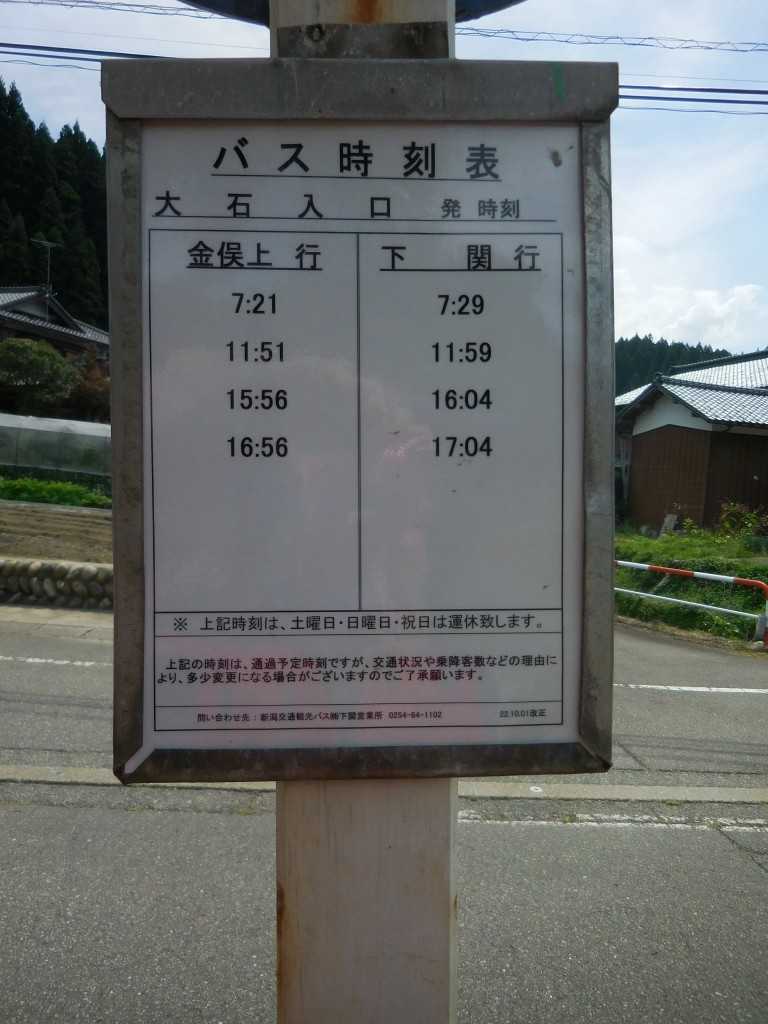 バス時刻表
大石入口 発 時刻
金俣上 行
下関 行
7:21 7:29
11:51 11:59
15:56 16:04
16:56 17:04
※ 上記時刻は、土曜日・日曜日・祝日は運休致します。
上記の時刻は、通過予定時刻ですが、交通状況や乗降客数などの理由に
より、多少変更になる場合がございますのでご了承願います。
問い合わせ先：新潟交通観光バス㈱下関営業所 0254-64-1102 22.10.01改正